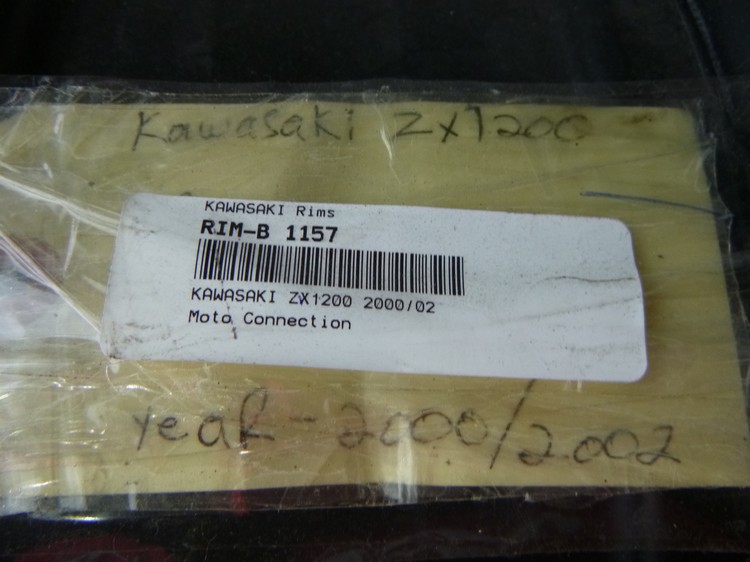 Kawasaki ZX1200
KAWASAKI Rims
RIM-B 1157
KAWASAKI ZX1200 2000/02
Moto Connection
Year-2000/2002